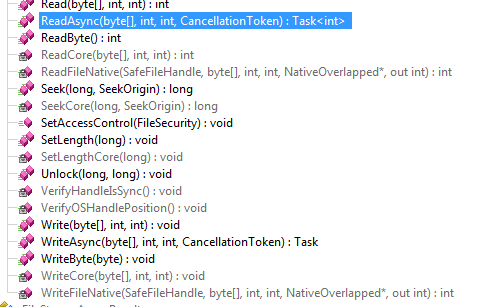 Read(byte[], int, int) : int
ReadAsync(byte[], int, int, CancellationToken) : Task<int>
ReadByte() : int
ReadCore(byte[], int, int) : int
ReadFileNative(SafeFileHandle, byte[], int, int, NativeOverlapped*, out int) : int
Seek(long, SeekOrigin) : long
SeekCore(long, SeekOrigin) : long
SetAccessControl(FileSecurity) : void
SetLength(long) : void
SetLengthCore(long) : void
Unlock(long, long) : void
VerifyHandleIsSync() : void
VerifyOSHandlePosition() : void
Write(byte[], int, int) : void
WriteAsync(byte[], int, int, CancellationToken) : Task
WriteByte(byte) : void
WriteCore(byte[], int, int) : void
WriteFileNative(SafeFileHandle, byte[], int, int, NativeOverlapped*, out int) : int